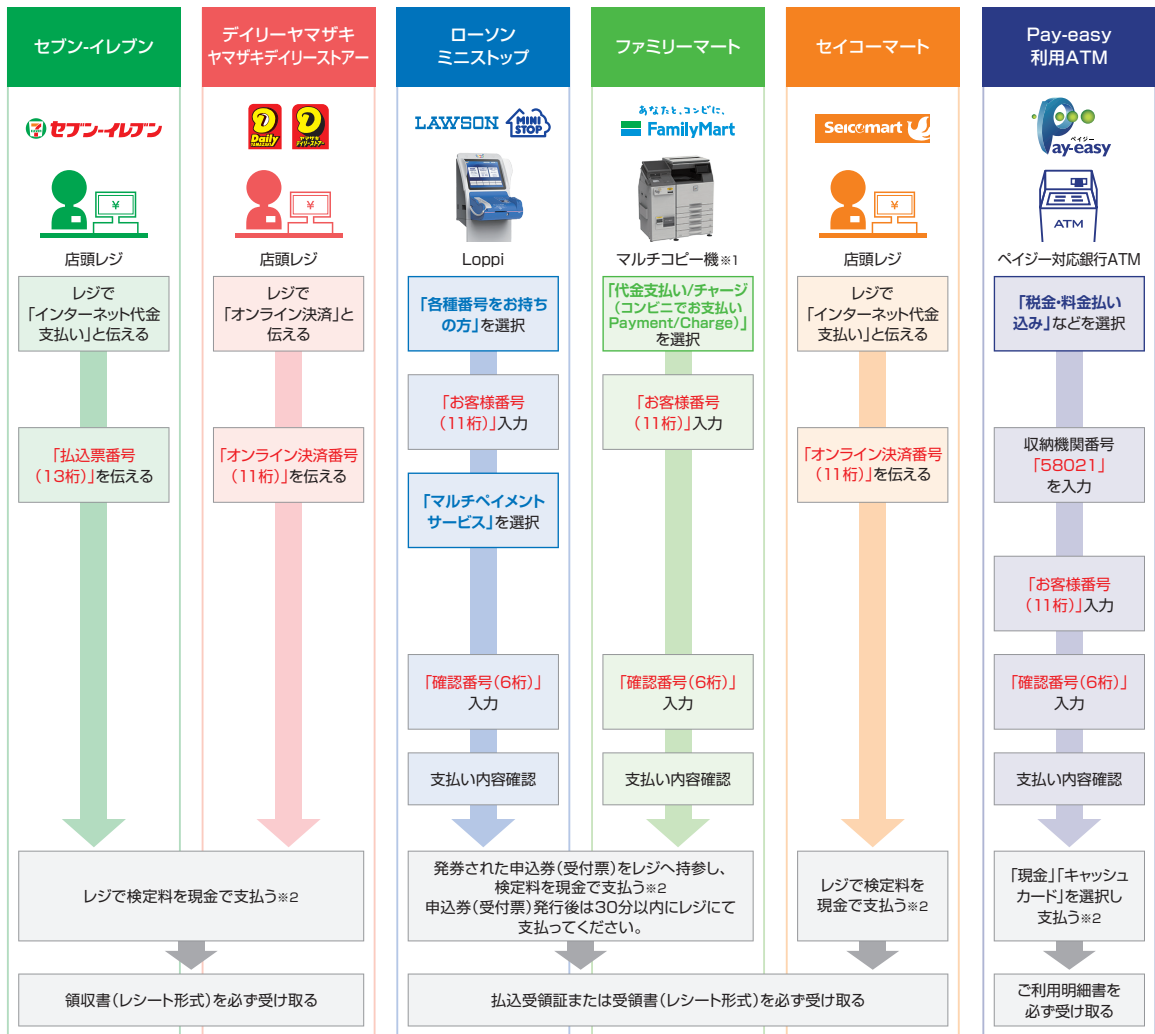 セブン-イレブン
デイリーヤマザキ
ヤマザキデイリーストアー
ローソン
ミニストップ
ファミリーマート
セイコーマート
Pay-easy
利用ATM
セブン-イレブン
Daily
YAMAZAKI
ヤマザキ
デイリーストアー
LAWSON
MINI
STOP
あなたと、コンビに、
FamilyMart
Seicomart
ペイジー
Pay-easy
¥
¥
¥
ATM
店頭レジ
店頭レジ
Loppi
マルチコピー機※1
店頭レジ
ペイジー対応銀行ATM
レジで
「インターネット代金
支払い」と伝える
レジで
「オンライン決済」と
伝える
「各種番号をお持ち
の方」を選択
「代金支払い/チャージ
(コンビニでお支払い
Payment/Charge)」
を選択
レジで
「インターネット代金
支払い」と伝える
「税金・料金払い
込み」などを選択
「お客様番号
(11桁)」入力
「お客様番号
(11桁)」入力
「払込票番号
(13桁)」を伝える
「オンライン決済番号
(11桁)」を伝える
「オンライン決済番号
(11桁)」を伝える
収納機関番号
「58021」
を入力
「マルチペイメント
サービス」を選択
「お客様番号
(11桁)」入力
「確認番号(6桁)」
入力
「確認番号(6桁)」
入力
「確認番号(6桁)」
入力
支払い内容確認
支払い内容確認
支払い内容確認
レジで検定料を現金で支払う※2
発券された申込券(受付票)をレジへ持参し、
検定料を現金で支払う※2
申込券(受付票)発行後は30分以内にレジにて
支払ってください。
レジで検定料を
現金で支払う※2
「現金」「キャッシュ
カード」を選択し
支払う※2
領収書(レシート形式)を必ず受け取る
払込受領証または受領書(レシート形式)を必ず受け取る
ご利用明細書を
必ず受け取る